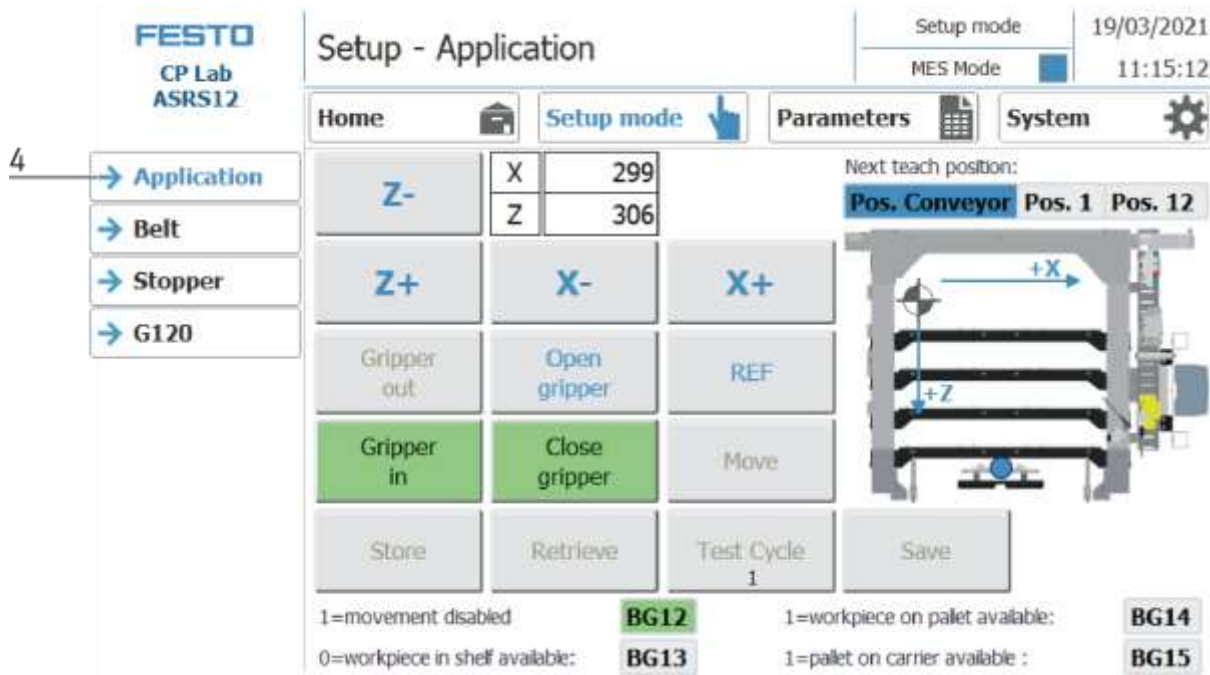 FESTO
CP Lab
ASRS12
Setup - Application
Setup mode
MES Mode
19/03/2021
11:15:12
Home
Setup mode
Parameters
System
4
Application
Belt
Stopper
G120
Z-
X 299
Z 306
Next teach position:
Pos. Conveyor Pos. 1 Pos. 12
Z+
X-
X+
+X
+Z
Gripper
out
Open
gripper
REF
Gripper
in
Close
gripper
Move
Store
Retrieve
Test Cycle
1
Save
1=movement disabled BG12
1=workpiece on pallet available: BG14
0=workpiece in shelf available: BG13
1=pallet on carrier available : BG15